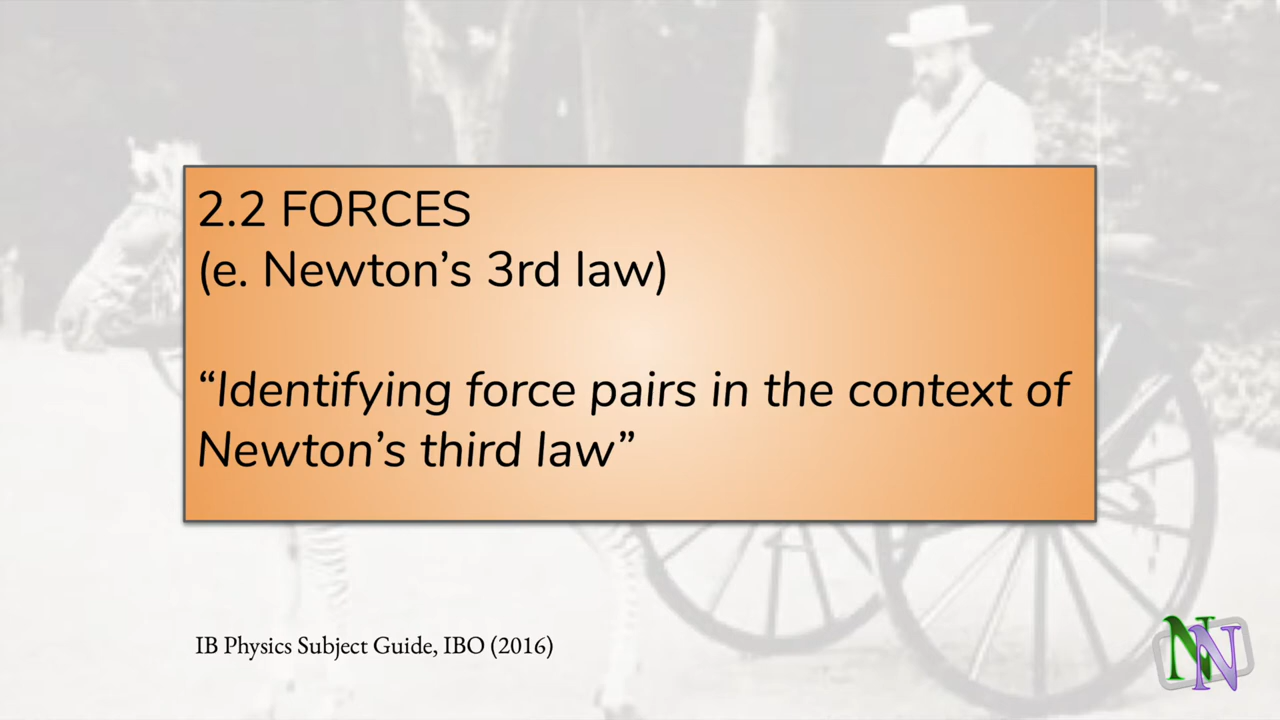 2.2 FORCES
(e. Newton’s 3rd law)
“Identifying force pairs in the context of
Newton’s third law”
IB Physics Subject Guide, IBO (2016)
NN